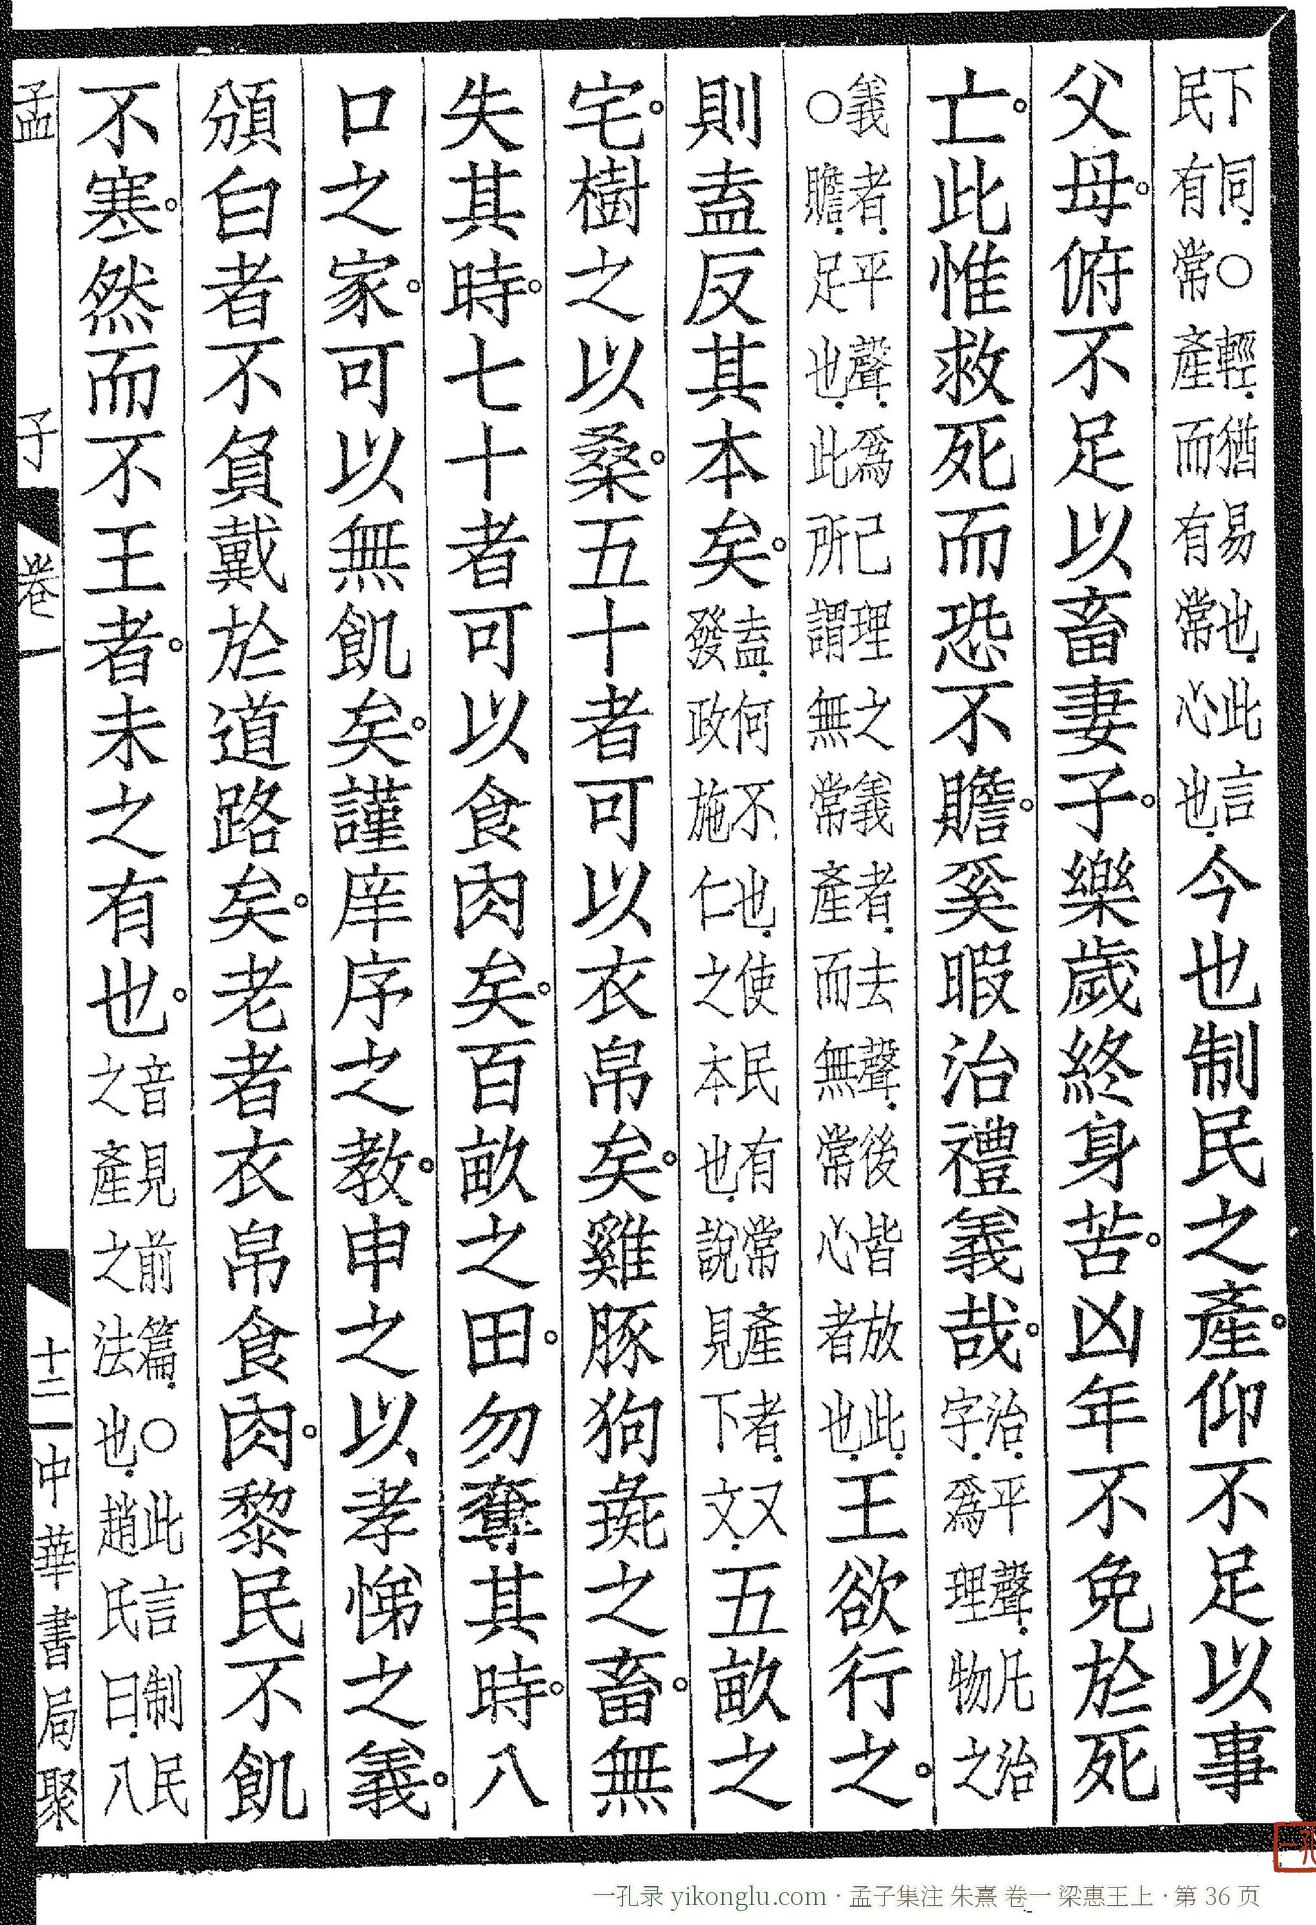 下同.○輕.猶易也.此言民有常產而有常心也.今也制民之產。仰不足以事
父母。俯不足以畜妻子。樂歲終身苦。凶年不免於死
亡。此惟救死而恐不贍。奚暇治禮義哉。治.平聲.凡治字.爲理物之
義者.平聲.爲己理之義者.去聲.後皆放此.○贍.足也.此所謂無常產而無常心者也.王欲行之。
則盍反其本矣。盍.何不也.使民有常產者.又發政施仁之本也.說見下文.五畝之
宅。樹之以桑。五十者可以衣帛矣。雞豚狗彘之畜。無
失其時。七十者可以食肉矣。百畝之田。勿奪其時。八
口之家。可以無飢矣。謹庠序之教。申之以孝悌之義。
頒白者不負戴於道路矣。老者衣帛食肉。黎民不飢
不寒。然而不王者。未之有也。音見前篇.○此言制民之產之法也.趙氏曰.八
孟子 卷一 十二 中華書局聚
一孔录 yikonglu.com · 孟子集注 朱熹 卷一 梁惠王上 · 第 36 页